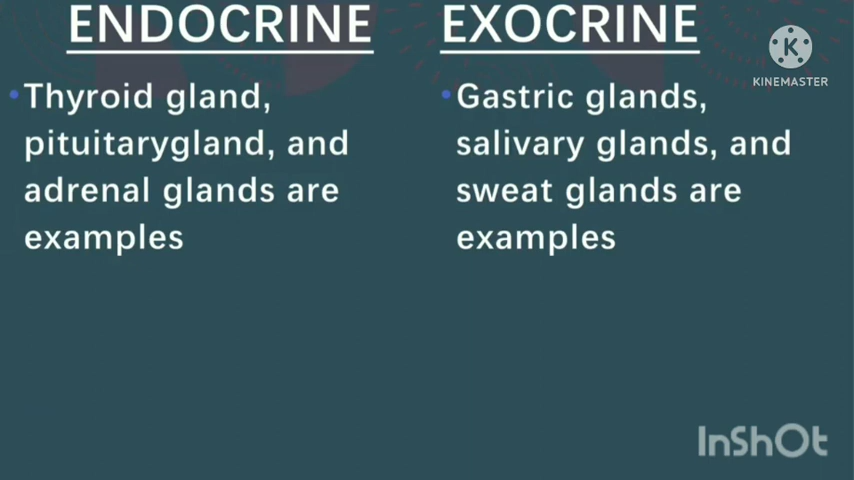 ENDOCRINE
•Thyroid gland,
pituitarygland, and
adrenal glands are
examples
EXOCRINE
•Gastric glands,
salivary glands, and
sweat glands are
examples
K
KINEMASTER
InShOt